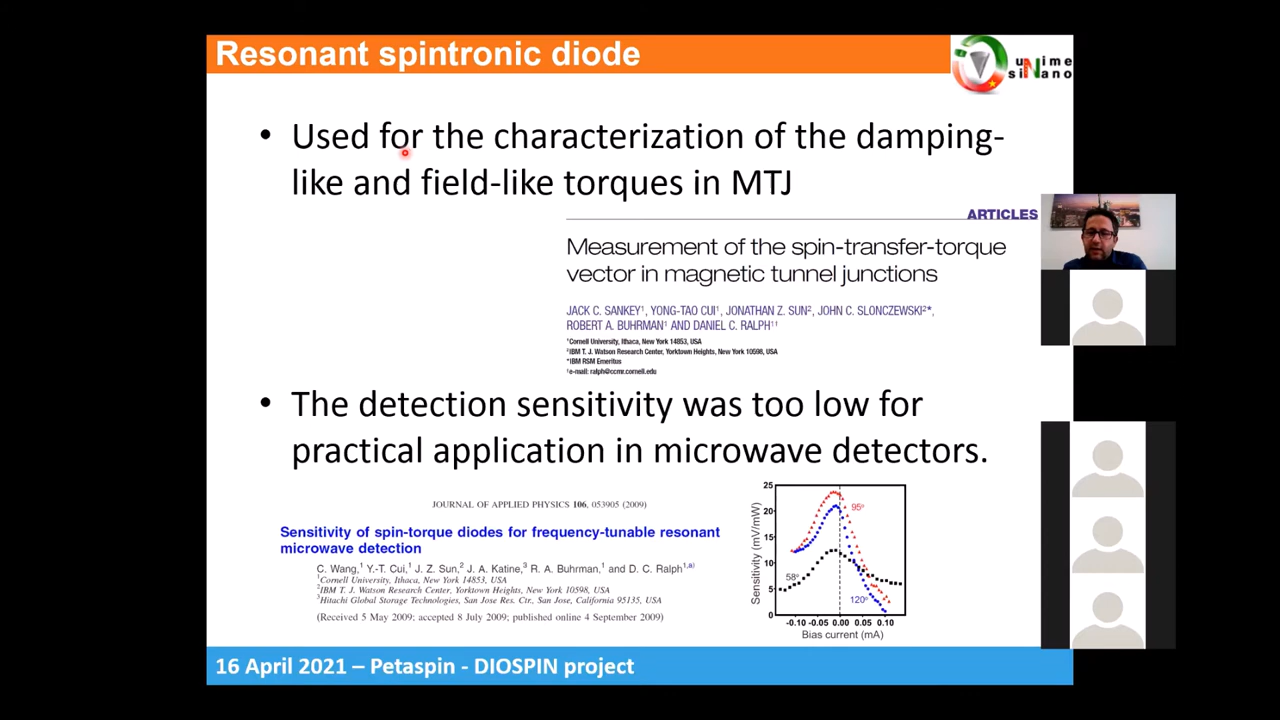 Resonant spintronic diode
unime
siNano
• Used for the characterization of the damping-
like and field-like torques in MTJ
ARTICLES
Measurement of the spin-transfer-torque
vector in magnetic tunnel junctions
JACK C. SANKEY¹, YONG-TAO CUI¹, JONATHAN Z. SUN², JOHN C. SLONCZEWSKI²*,
ROBERT A. BUHRMAN¹ AND DANIEL C. RALPH¹†
¹Cornell University, Ithaca, New York 14853, USA
²IBM T. J. Watson Research Center, Yorktown Heights, New York 10598, USA
*IBM RSM Emeritus
†e-mail: ralph@ccmr.cornell.edu
• The detection sensitivity was too low for
practical application in microwave detectors.
JOURNAL OF APPLIED PHYSICS 106, 053905 (2009)
Sensitivity of spin-torque diodes for frequency-tunable resonant
microwave detection
C. Wang,¹ Y.-T. Cui,¹ J. Z. Sun,² J. A. Katine,³ R. A. Buhrman,¹ and D. C. Ralph¹,a)
¹Cornell University, Ithaca, New York 14853, USA
²IBM T. J. Watson Research Center, Yorktown Heights, New York 10598, USA
³Hitachi Global Storage Technologies, San Jose Res. Ctr., San Jose, California 95135, USA
(Received 5 May 2009; accepted 8 July 2009; published online 4 September 2009)
Sensitivity (mV/mW)
25
20
15
10
5
0
95°
58°
120°
-0.10 -0.05 0.00 0.05 0.10
Bias current (mA)
16 April 2021 – Petaspin - DIOSPIN project